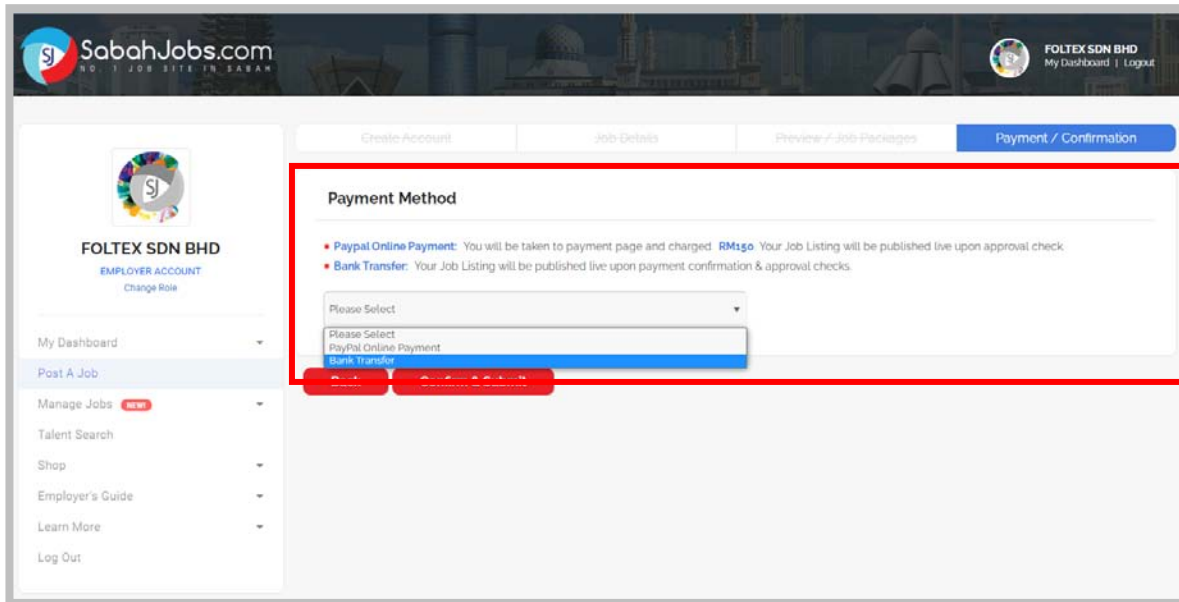 SabahJobs.com
NO. 1 JOB SITE IN SABAH
FOLTEX SDN BHD
My Dashboard | Logout
Create Account
Job Details
Preview / Job Packages
Payment / Confirmation
SJ
FOLTEX SDN BHD
EMPLOYER ACCOUNT
Change Role
My Dashboard
Post A Job
Manage Jobs NEW!
Talent Search
Shop
Employer's Guide
Learn More
Log Out
Payment Method
Paypal Online Payment: You will be taken to payment page and charged RM150. Your Job Listing will be published live upon approval check.
Bank Transfer: Your Job Listing will be published live upon payment confirmation & approval checks.
Please Select
Please Select
PayPal Online Payment
Bank Transfer
Back
Confirm & Submit